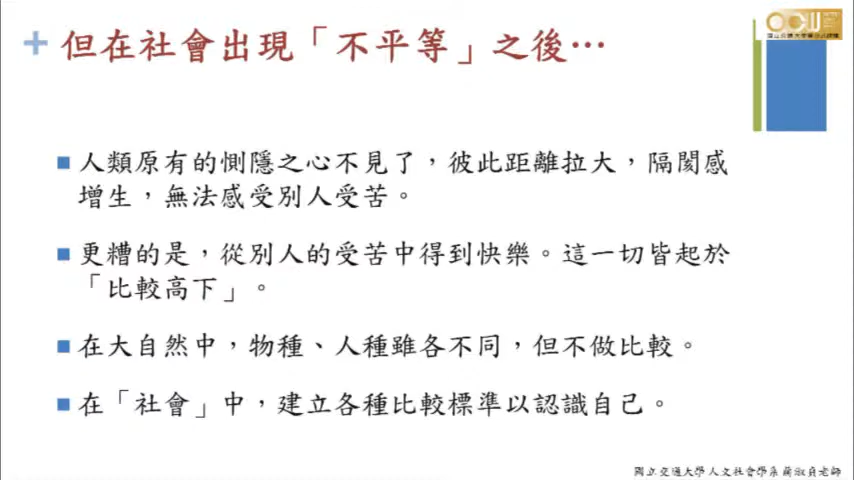 但在社會出現「不平等」之後…
人類原有的惻隱之心不見了，彼此距離拉大，隔閡感
增生，無法感受別人受苦。
更糟的是，從別人的受苦中得到快樂。這一切皆起於
「比較高下」。
在大自然中，物種、人種雖各不同，但不做比較。
在「社會」中，建立各種比較標準以認識自己。
國立交通大學人文社會學系 蔣淑貞老師